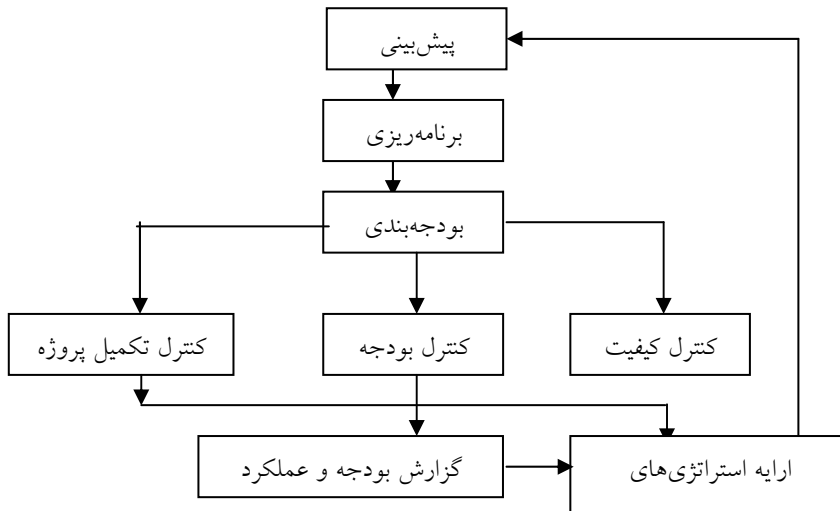 پیش‌بینی
برنامه‌ریزی
بودجه‌بندی
کنترل تکمیل پروژه
کنترل بودجه
کنترل کیفیت
گزارش بودجه و عملکرد
ارایه استراتژی‌های